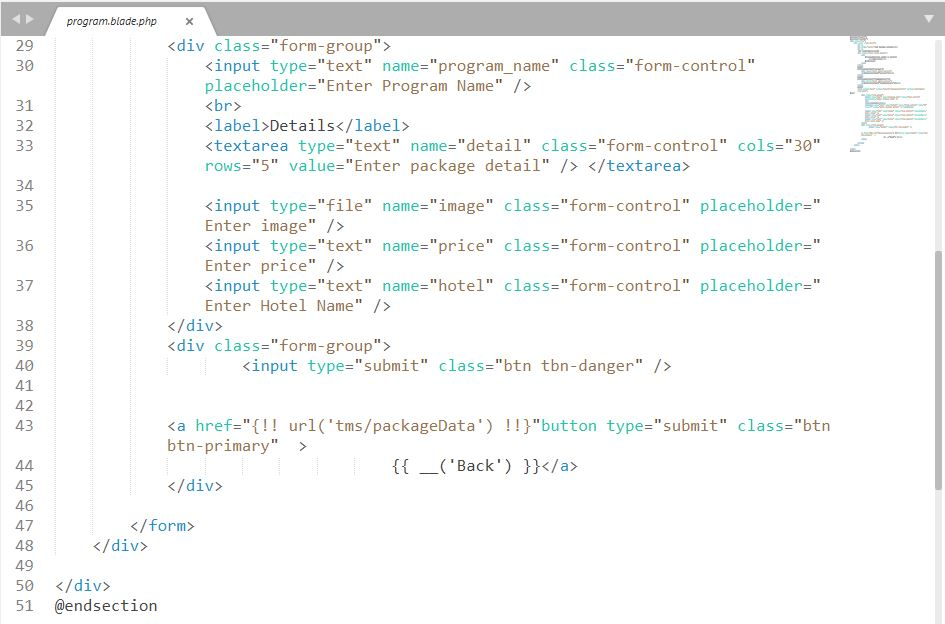 program.blade.php ×
29 <div class="form-group">
30 <input type="text" name="program_name" class="form-control"
placeholder="Enter Program Name" />
31 <br>
32 <label>Details</label>
33 <textarea type="text" name="detail" class="form-control" cols="30"
rows="5" value="Enter package detail" /> </textarea>
34
35 <input type="file" name="image" class="form-control" placeholder="
Enter image" />
36 <input type="text" name="price" class="form-control" placeholder="
Enter price" />
37 <input type="text" name="hotel" class="form-control" placeholder="
Enter Hotel Name" />
38 </div>
39 <div class="form-group">
40 <input type="submit" class="btn tbn-danger" />
41
42
43 <a href="{!! url('tms/packageData') !!}"button type="submit" class="btn
btn-primary"  >
44 {{ __('Back') }}</a>
45 </div>
46
47 </form>
48 </div>
49
50 </div>
51 @endsection